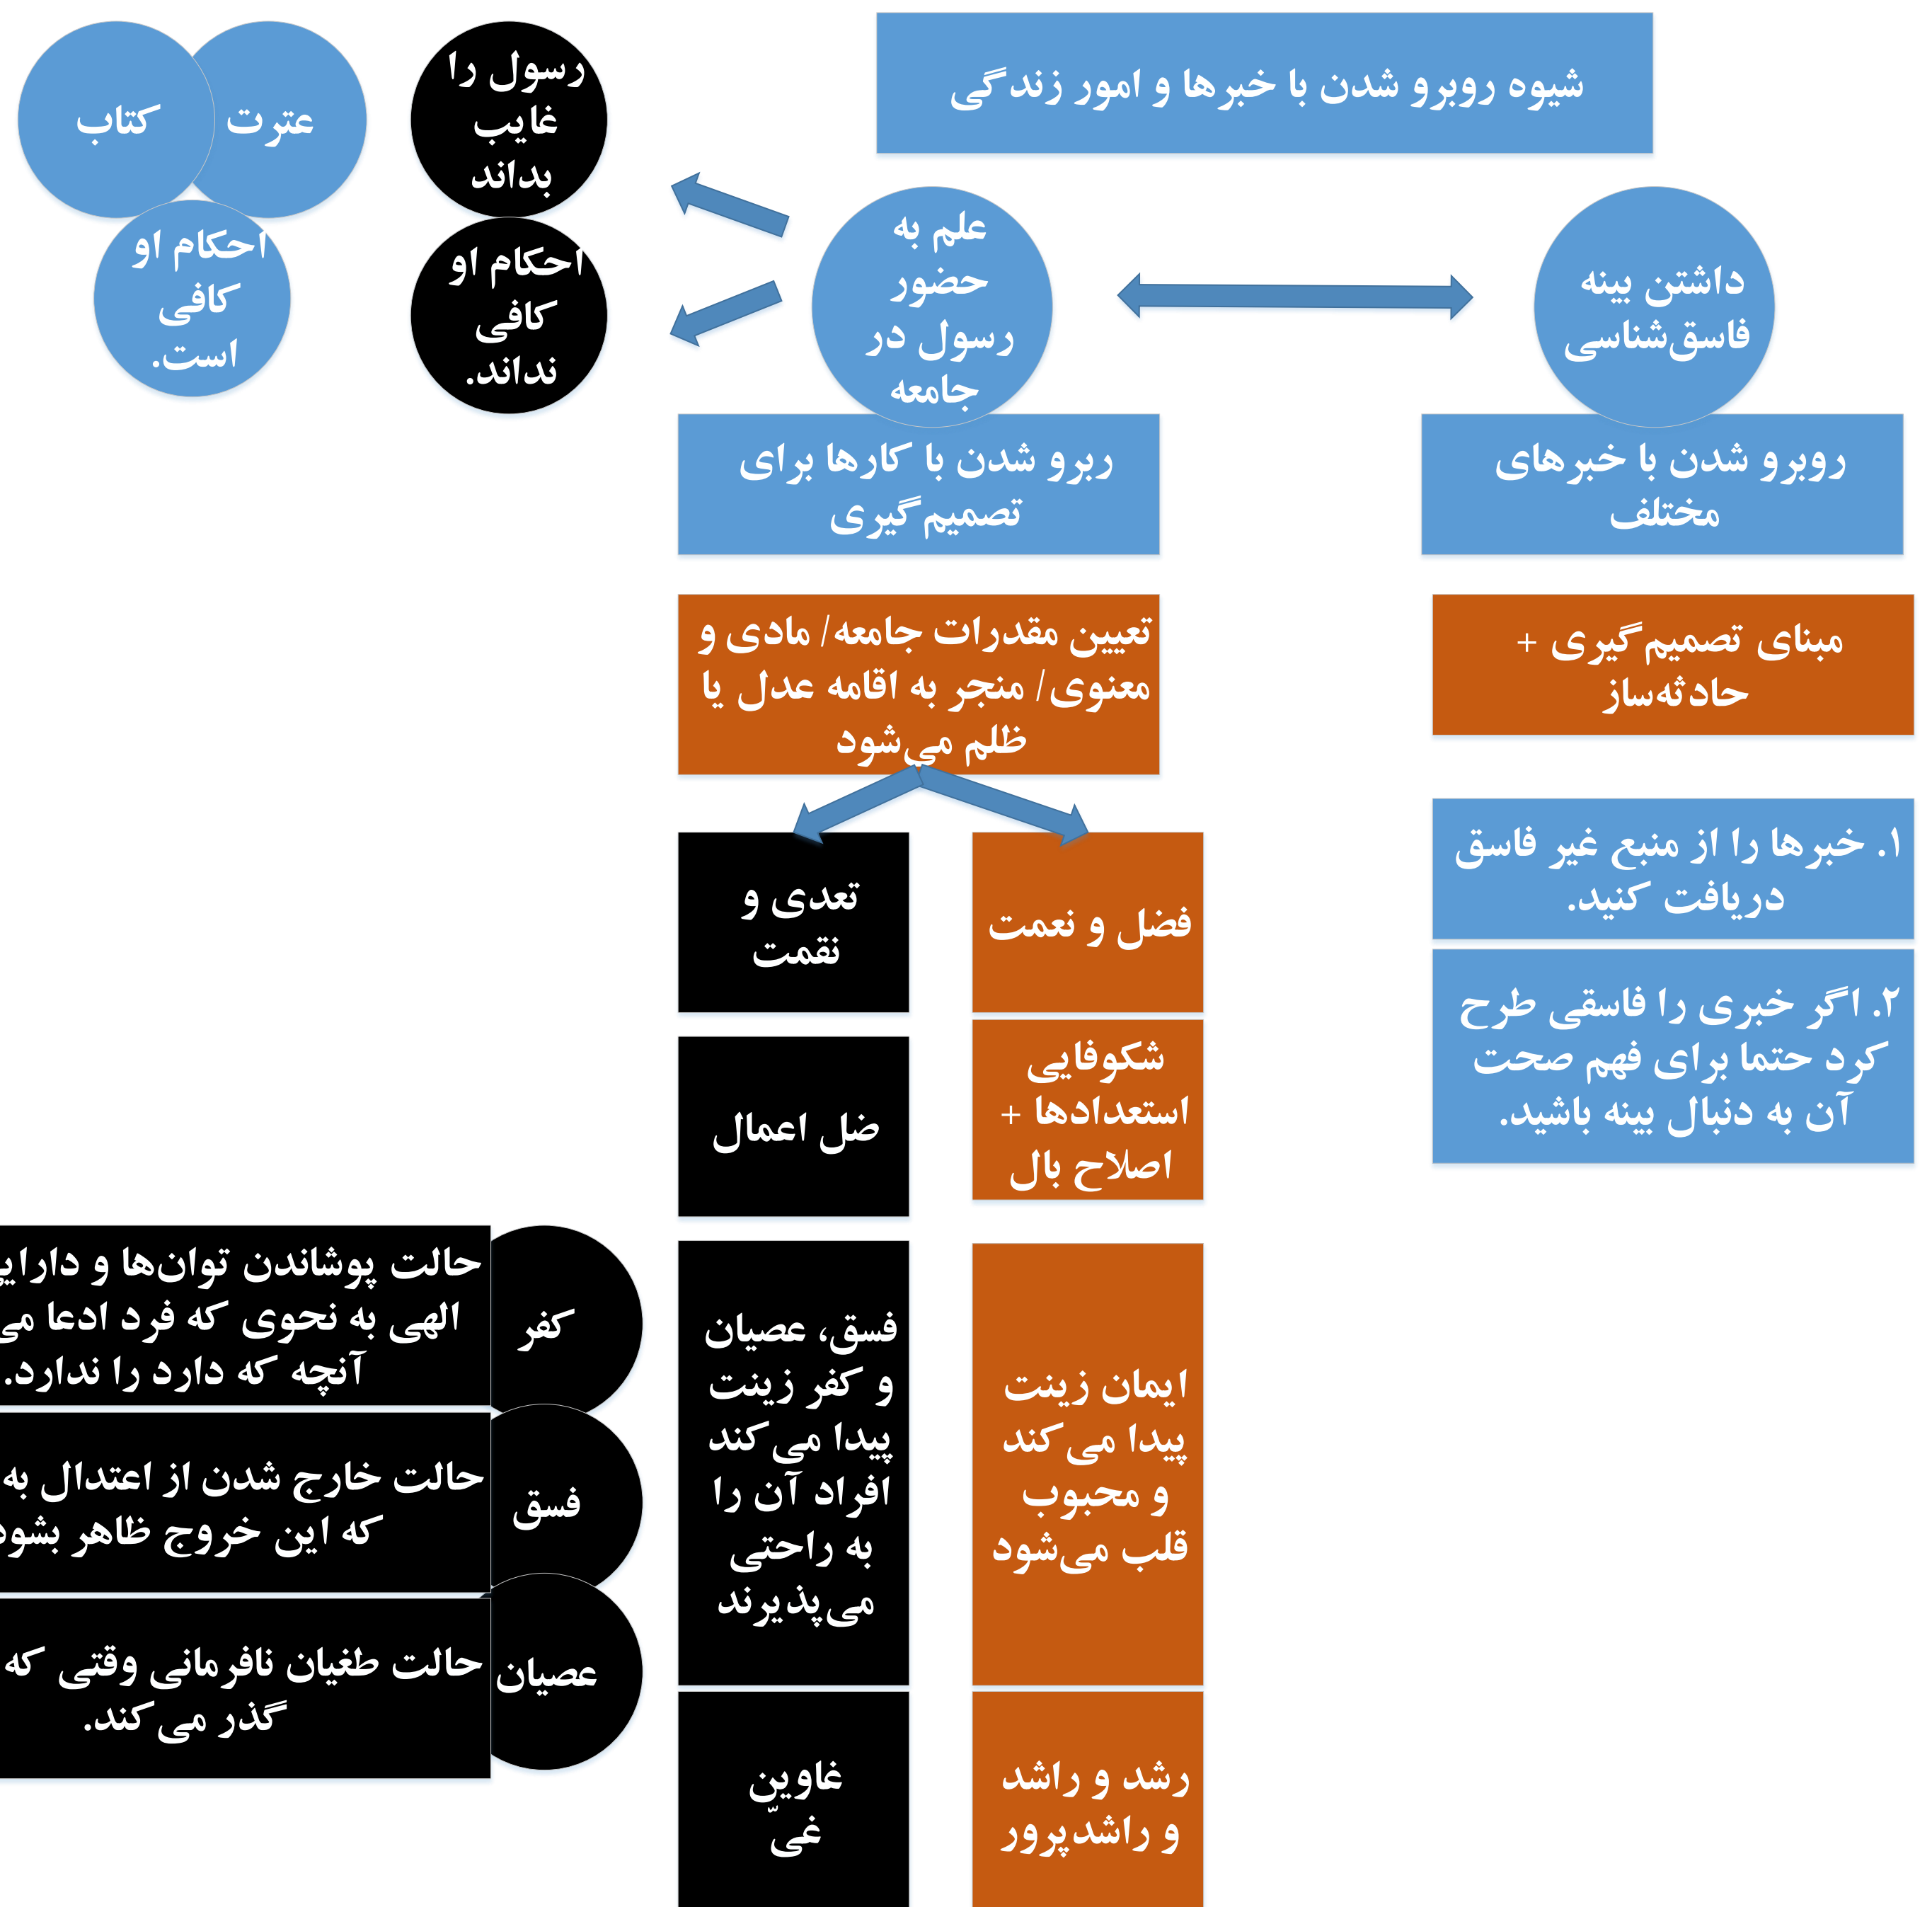 شیوه روبرو شدن با خبرها و امور زندگی
داشتن بینه
فاسق‌شناسی
روبرو شدن با خبرهای
مختلف
مبنای تصمیم گیری +
حادثه‌ساز
۱. خبر ها را از منبع غیر فاسق
دریافت کنید.
۲. اگر خبری را فاسقی طرح
کرد حتما برای فهم صحت
آن به دنبال بینه باشید.
علم به
حضور
رسول در
جامعه
ربرو شدن با کارها برای
تصمیم گیری
تعیین مقدرات جامعه/ مادی و
معنوی/ منجر به اقامه عدل یا
ظلم می‌شود
فضل و نعمت
شکوفایی
استعدادها +
اصلاح بال
ایمان زینت
پیدا می کند
و محبوب
قلب می‌شود
رشد و راشد
و راشدپرور
تعدی و
نقمت
ضل اعمال
فسق، عصیان
و کفر زینت
پیدا می کند
افراد آن را
به راحتی
می‌پذیرند
غاوین
غیّ
رسول را
غایب
بداند
احکام او
کافی
نداند.
عترت
کتاب
احکام او
کافی
است.
کفر
حالت پوشاندن توان‌ها و
الهی به نحوی که فرد ادعا می
آنچه که دارد را ندارد.
فسق
حالت خارج شدن از اعتدال به
که این خروج ظاهر بشود
عصیان
حالت طغیان نافرمانی وقتی که
گذر می کند.